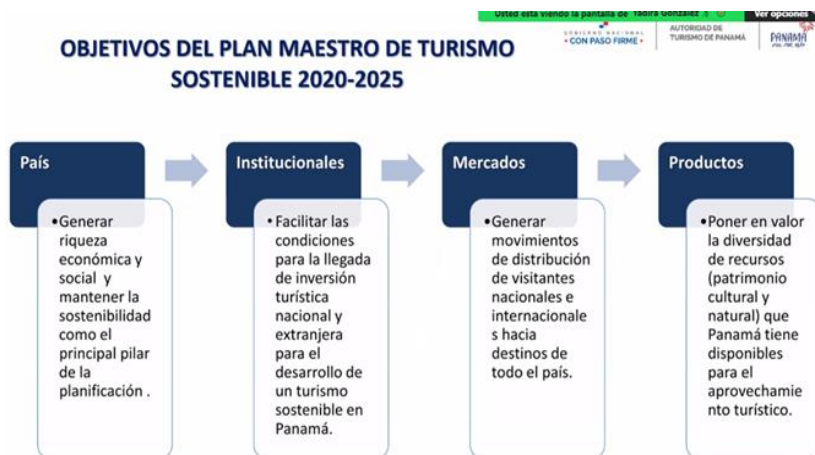 Usted está viendo la pantalla de Yadira González
Ver opciones
OBJETIVOS DEL PLAN MAESTRO DE TURISMO
SOSTENIBLE 2020-2025
GOBIERNO NACIONAL
• CON PASO FIRME •
AUTORIDAD DE
TURISMO DE PANAMÁ
PANAMÁ
País
•Generar
riqueza
económica y
social y
mantener la
sostenibilidad
como el
principal pilar
de la
planificación .
Institucionales
• Facilitar las
condiciones
para la llegada
de inversión
turística
nacional y
extranjera
para el
desarrollo de
un turismo
sostenible en
Panamá.
Mercados
•Generar
movimientos
de distribución
de visitantes
nacionales e
internacionale
s hacia
destinos de
todo el país.
Productos
•Poner en valor
la diversidad
de recursos
(patrimonio
cultural y
natural) que
Panamá tiene
disponibles
para el
aprovechamie
nto turístico.